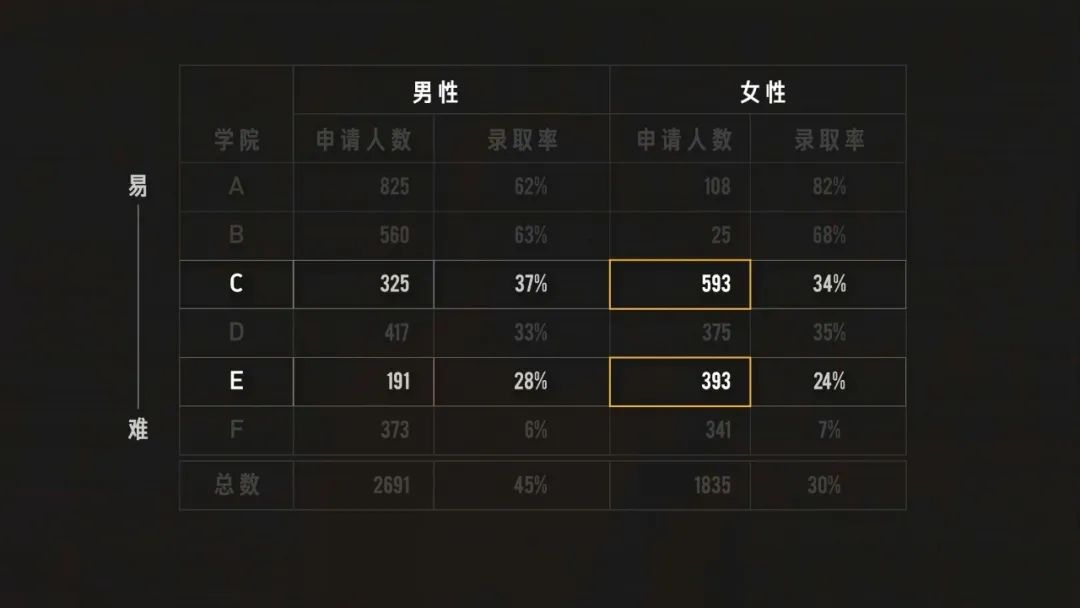 男性 女性
学院 申请人数 录取率 申请人数 录取率
易
A 825 62% 108 82%
B 560 63% 25 68%
C 325 37% 593 34%
D 417 33% 375 35%
E 191 28% 393 24%
难
F 373 6% 341 7%
总数 2691 45% 1835 30%